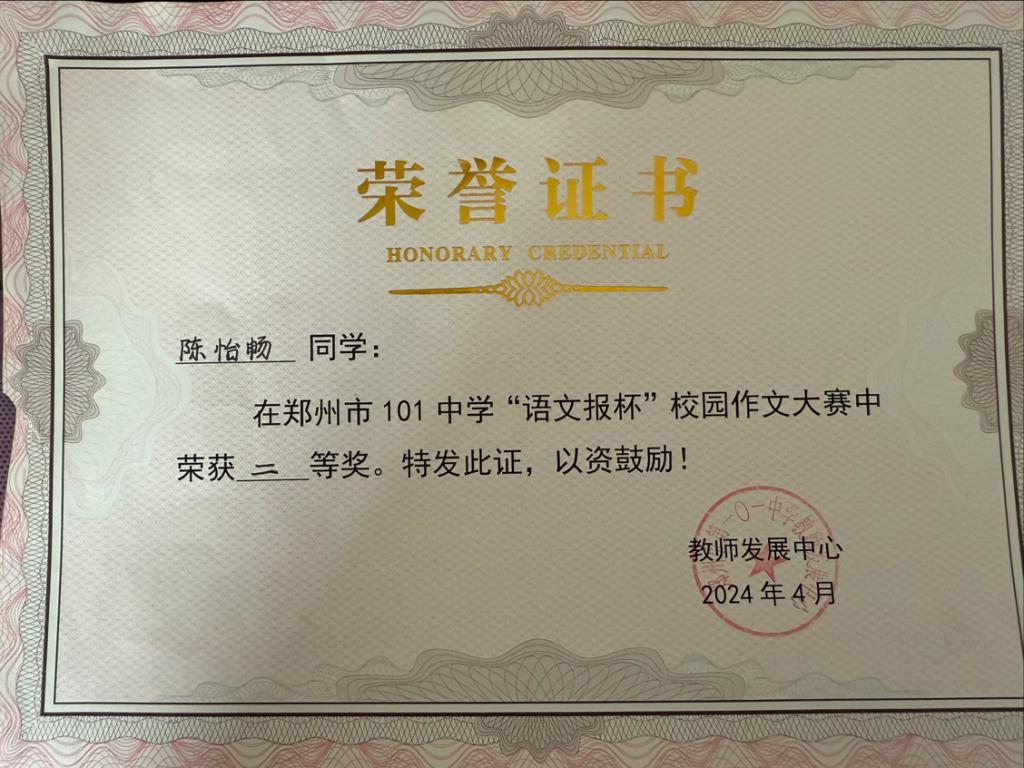 荣誉证书
HONORARY CREDENTIAL
陈怡畅 同学：
在郑州市101中学“语文报杯”校园作文大赛中
荣获 二 等奖。特发此证，以资鼓励！
教师发展中心
2024年4月